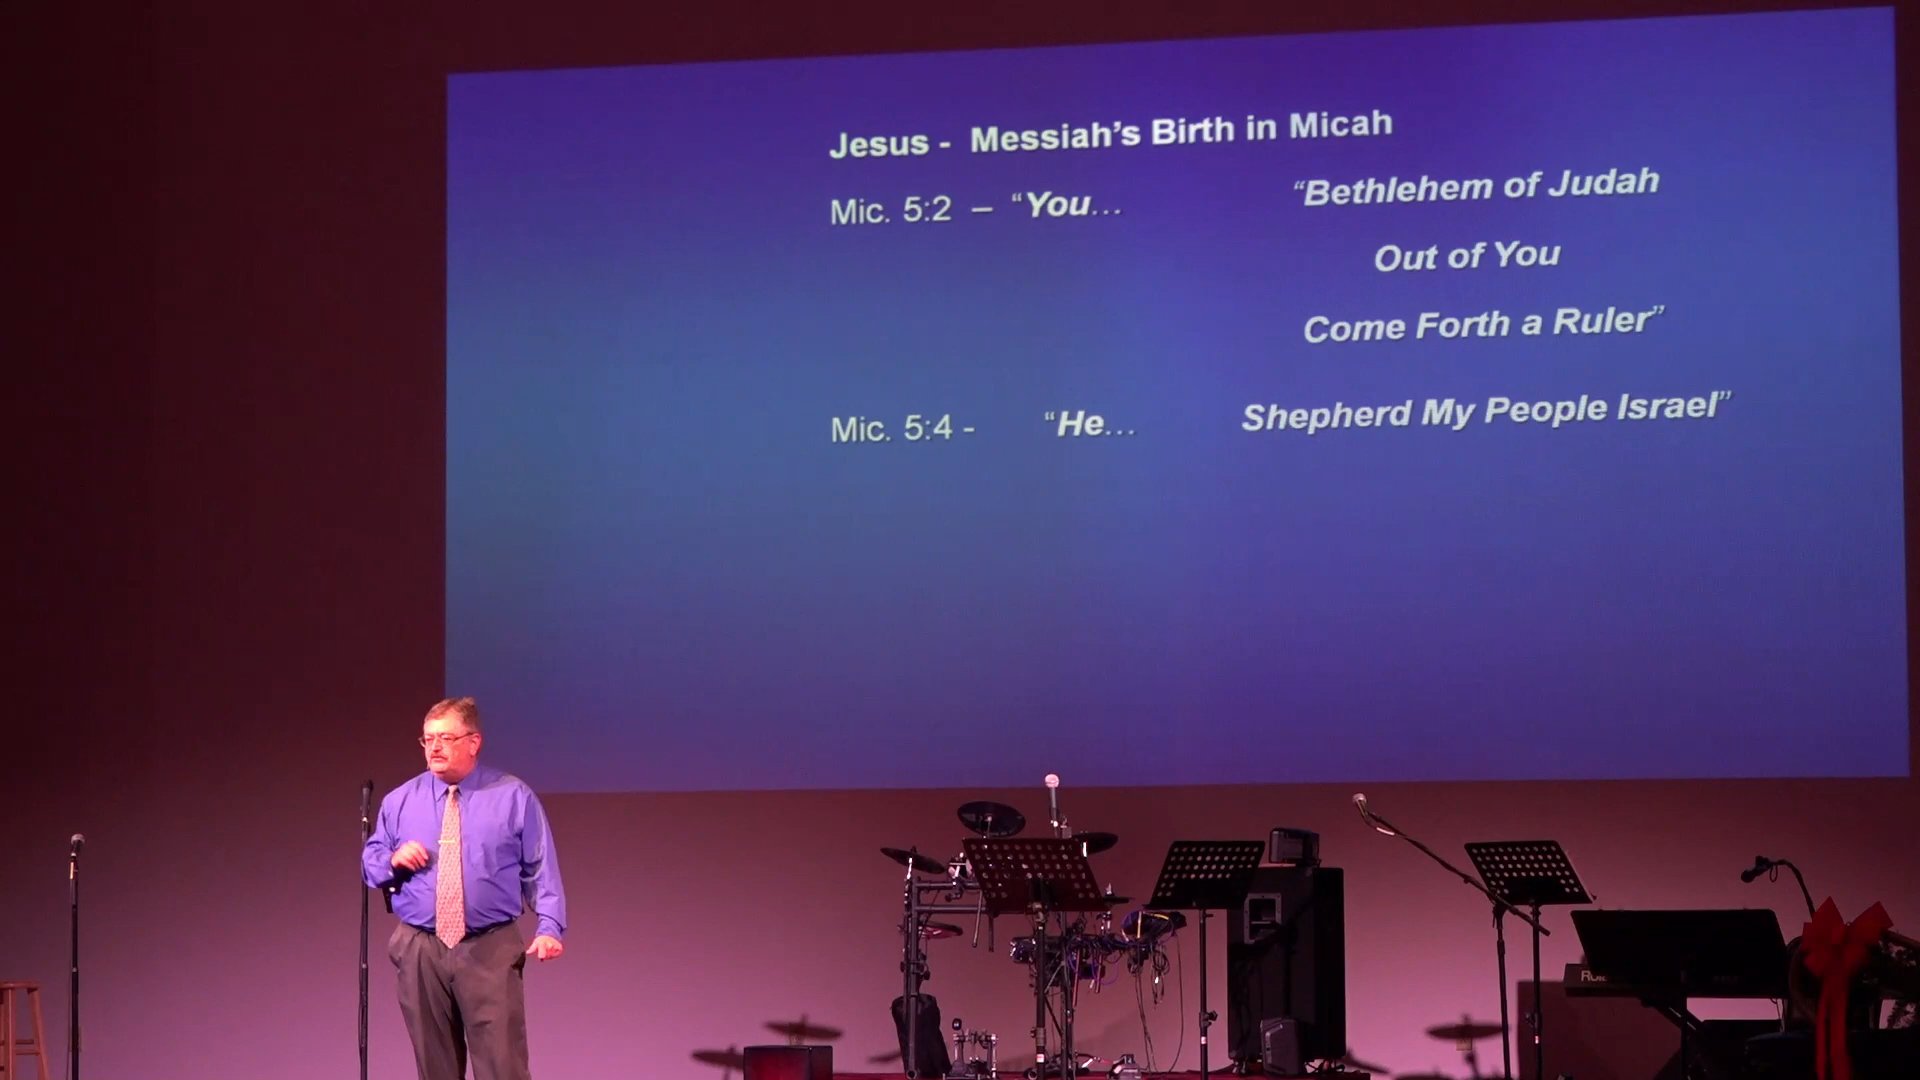 Jesus - Messiah's Birth in Micah
Mic. 5:2 – “You… “Bethlehem of Judah
Out of You
Come Forth a Ruler”
Mic. 5:4 - “He… Shepherd My People Israel”